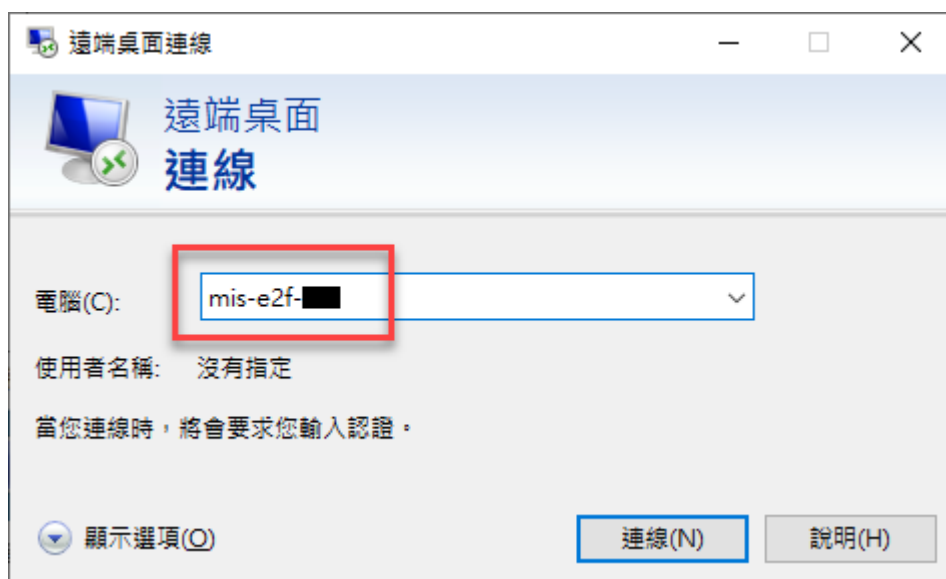 遠端桌面連線
遠端桌面
連線
電腦(C):
mis-e2f-
使用者名稱: 沒有指定
當您連線時，將會要求您輸入認證。
顯示選項(O)
連線(N)
說明(H)